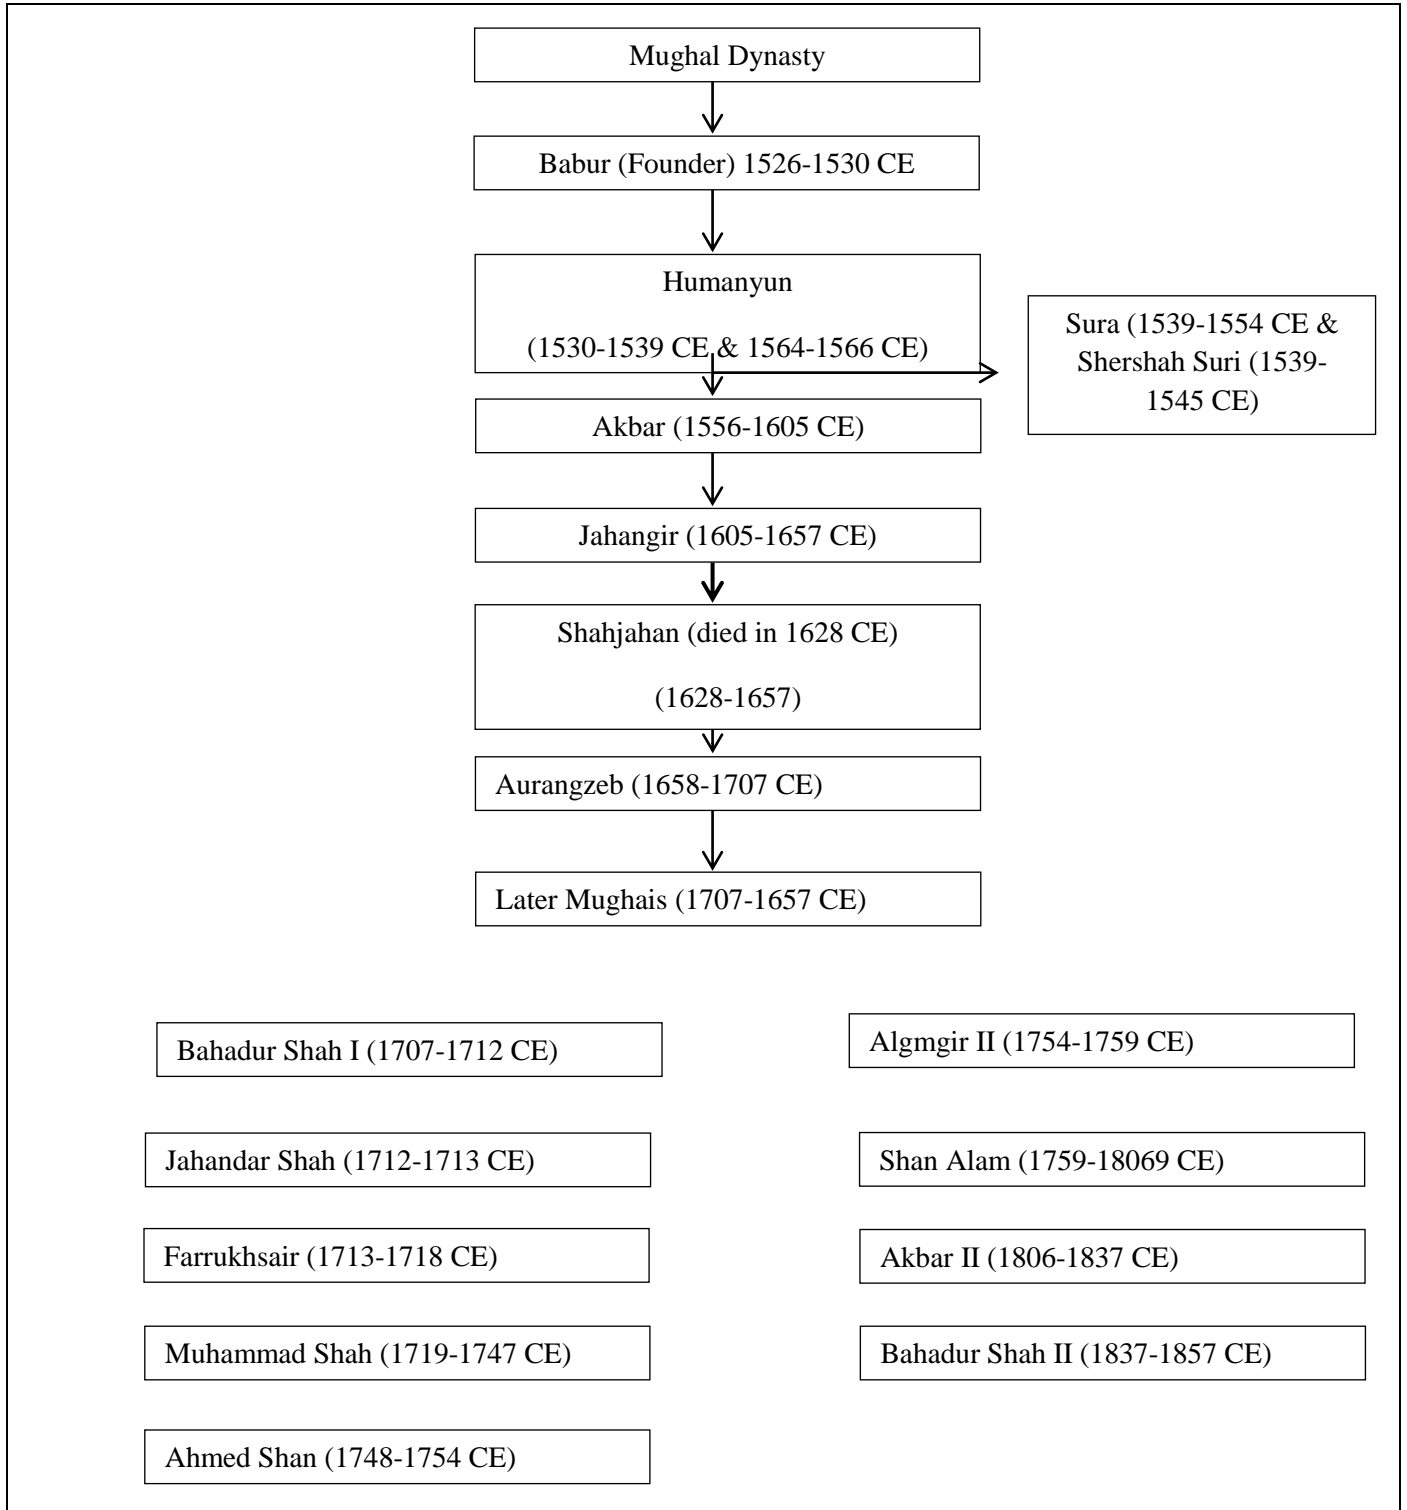 Mughal Dynasty
Babur (Founder) 1526-1530 CE
Humanyun
(1530-1539 CE & 1564-1566 CE)
Sura (1539-1554 CE &
Shershah Suri (1539-
1545 CE)
Akbar (1556-1605 CE)
Jahangir (1605-1657 CE)
Shahjahan (died in 1628 CE)
(1628-1657)
Aurangzeb (1658-1707 CE)
Later Mughais (1707-1657 CE)
Bahadur Shah I (1707-1712 CE)
Jahandar Shah (1712-1713 CE)
Farrukhsair (1713-1718 CE)
Muhammad Shah (1719-1747 CE)
Ahmed Shan (1748-1754 CE)
Algmgir II (1754-1759 CE)
Shan Alam (1759-18069 CE)
Akbar II (1806-1837 CE)
Bahadur Shah II (1837-1857 CE)